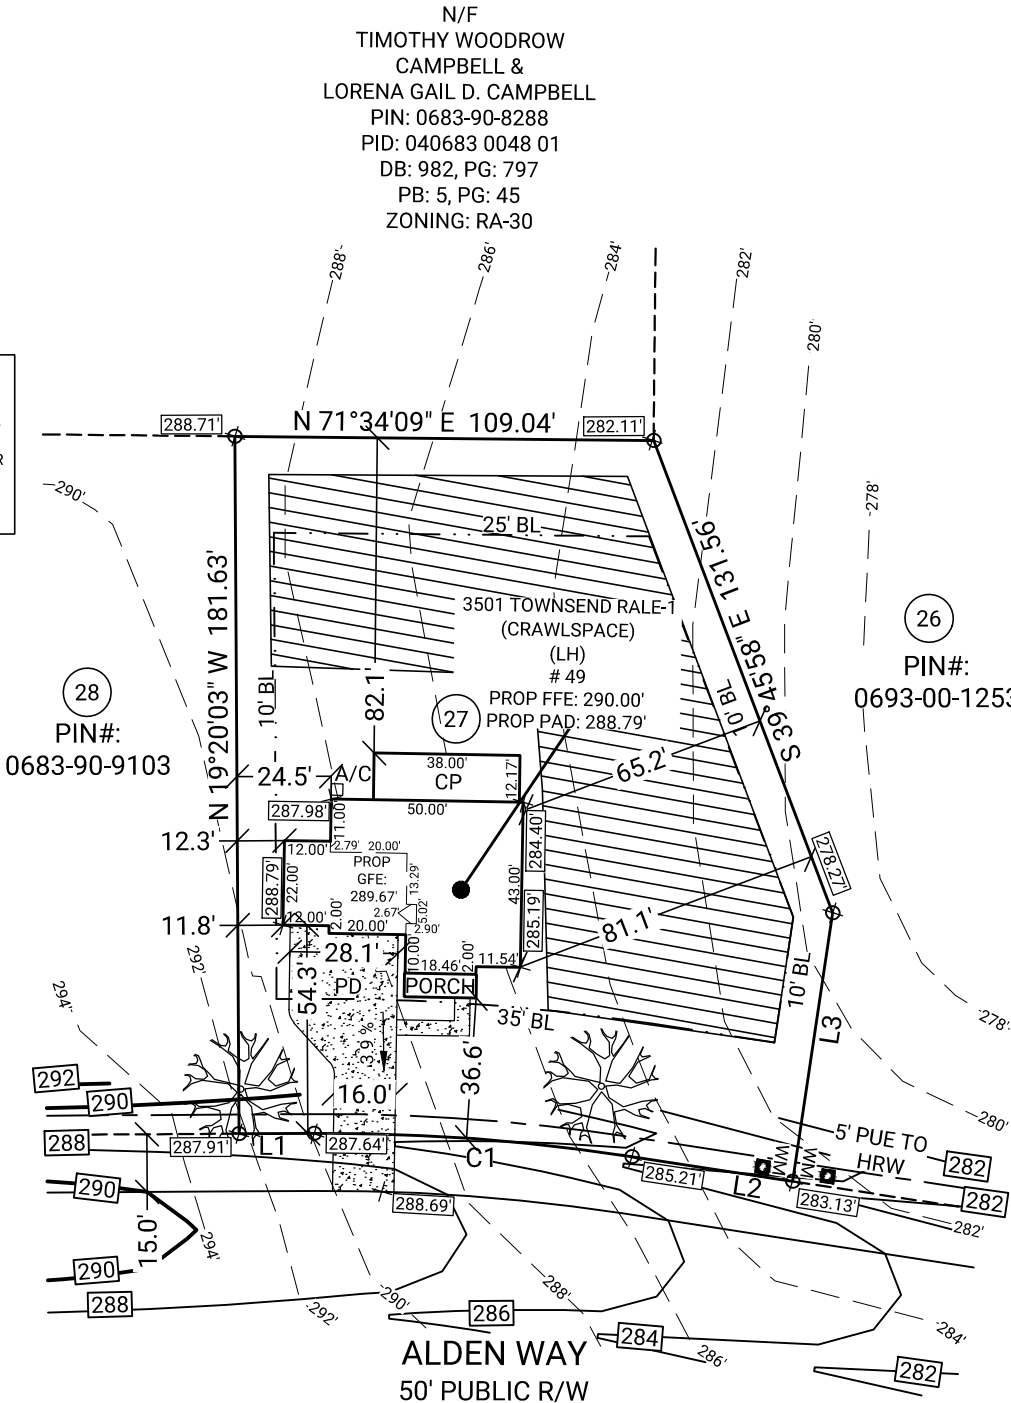 N/F
TIMOTHY WOODROW
CAMPBELL &
LORENA GAIL D. CAMPBELL
PIN: 0683-90-8288
PID: 040683 0048 01
DB: 982, PG: 797
PB: 5, PG: 45
ZONING: RA-30
288'
286'
284'
282'
280'
R
288.71'
N 71°34'09" E 109.04'
282.11'
290'
278'
25' BL
S 39°45'58" E 131.56'
N 19°20'03" W 181.63'
3501 TOWNSEND RALE-1
(CRAWLSPACE)
(LH)
# 49
PROP FFE: 290.00'
PROP PAD: 288.79'
26
PIN#:
0693-00-1253
28
PIN#:
0683-90-9103
10' BL
82.1'
27
10' BL
24.5'
A/C
38.00'
CP
12.17'
65.2'
287.98'
11.00'
50.00'
284.40'
278.27'
12.3'
12.00'
2.79'
20.00'
PROP
GFE:
289.67'
13.29'
43.00'
288.79'
22.00'
2.67'
5.02'
285.19'
11.8'
12.00'
2.00'
20.00'
2.90'
81.1'
292'
28.1'
10.00'
18.46'
2.00'
11.54'
54.3'
PD
PORCH
10' BL
294'
35' BL
278'
L3
3.9 %
36.6'
292
290
16.0'
280'
288
287.91'
L1
287.64'
C1
5' PUE TO
HRW
282
285.21'
L2
290
283.13'
282
288.69'
15.0'
294'
282'
290
288
292'
290'
288'
286
284
286'
284'
282
ALDEN WAY
50' PUBLIC R/W